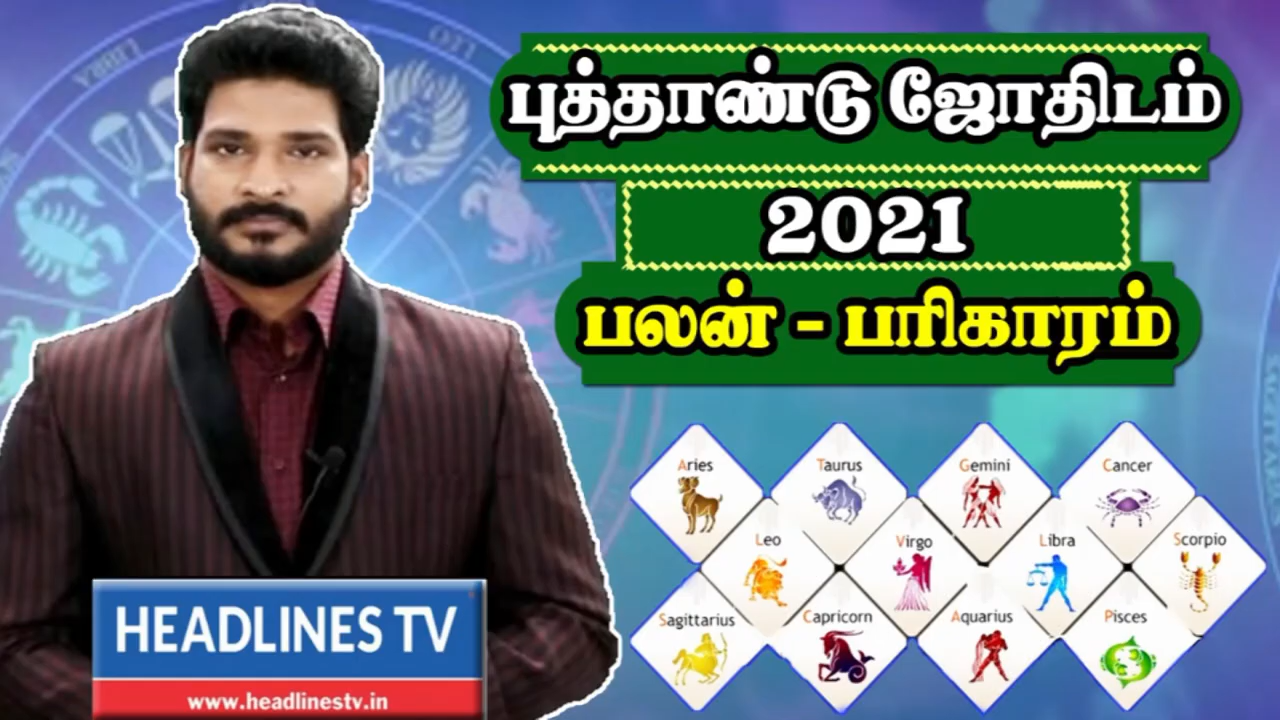 புத்தாண்டு ஜோதிடம்
2021
பலன் - பரிகாரம்
Aries
Taurus
Gemini
Cancer
Leo
Virgo
Libra
Scorpio
Sagittarius
Capricorn
Aquarius
Pisces
HEADLINES TV
www.headlinestv.in